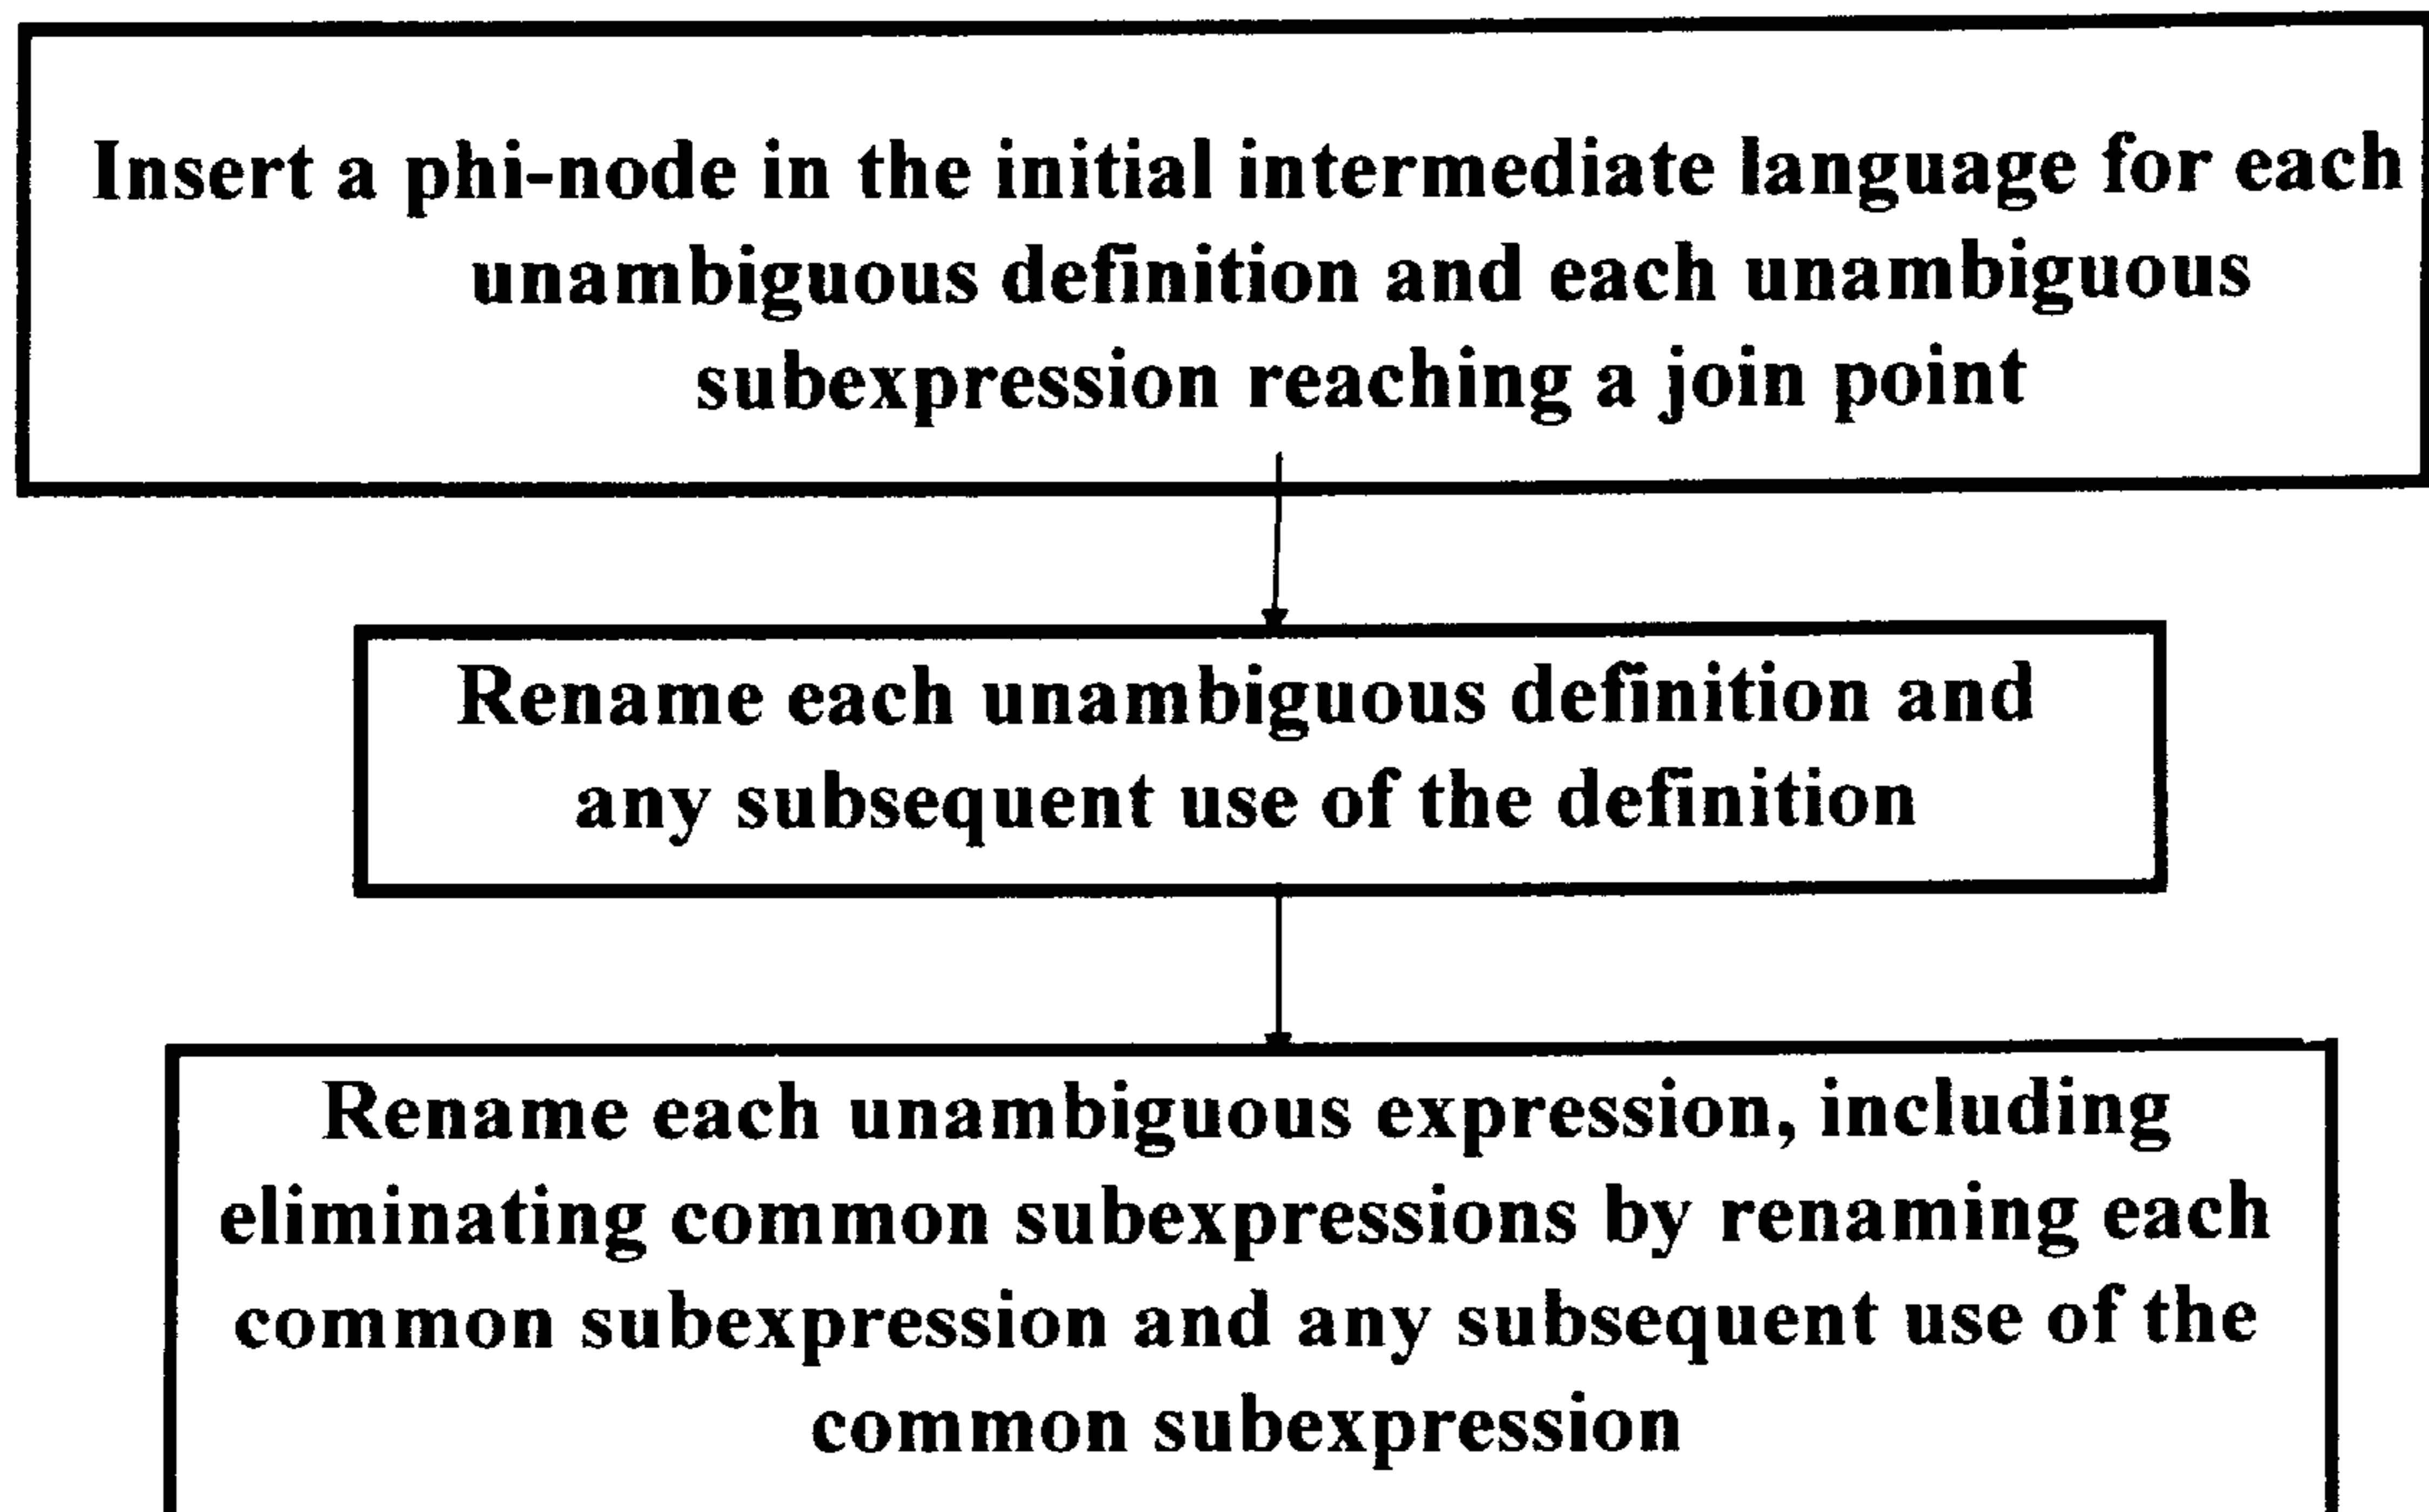 Insert a phi-node in the initial intermediate language for each
unambiguous definition and each unambiguous
subexpression reaching a join point
Rename each unambiguous definition and
any subsequent use of the definition
Rename each unambiguous expression, including
eliminating common subexpressions by renaming each
common subexpression and any subsequent use of the
common subexpression